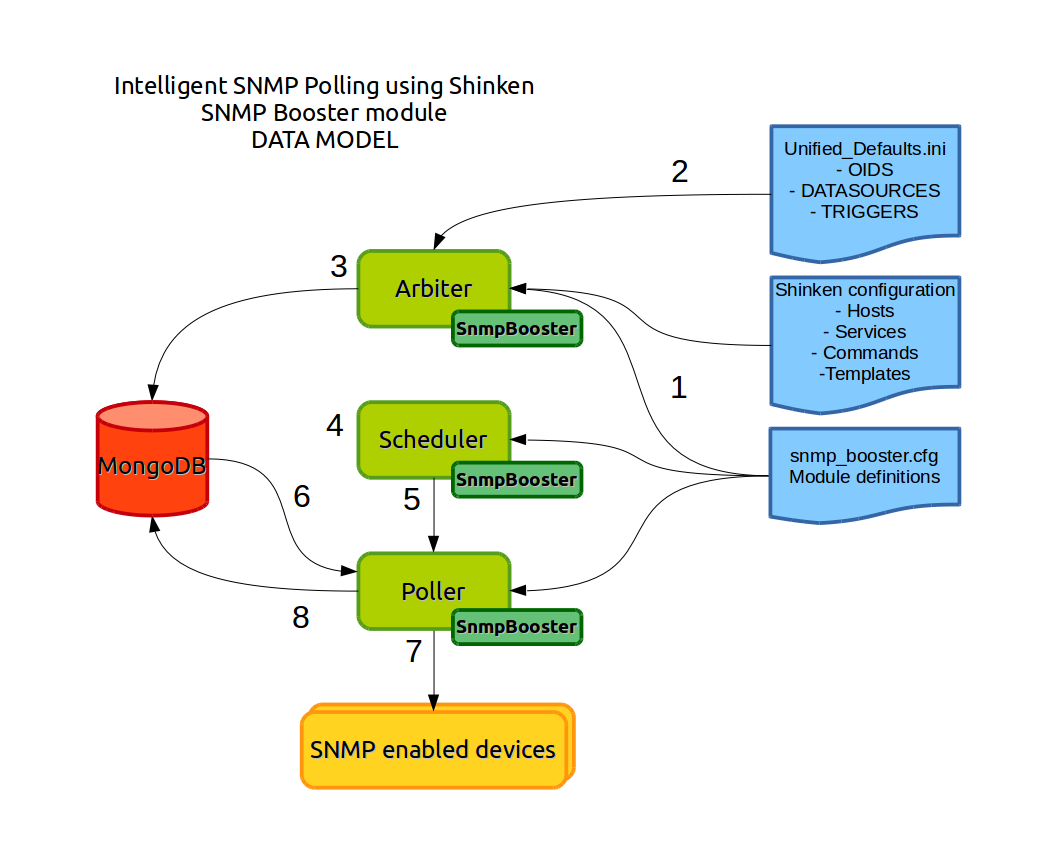 Intelligent SNMP Polling using Shinken
SNMP Booster module
DATA MODEL
Unified_Defaults.ini
- OIDS
- DATASOURCES
- TRIGGERS
2
3
Arbiter
SnmpBooster
Shinken configuration
- Hosts
- Services
- Commands
-Templates
1
4
Scheduler
SnmpBooster
snmp_booster.cfg
Module definitions
MongoDB
6
5
Poller
SnmpBooster
8
7
SNMP enabled devices